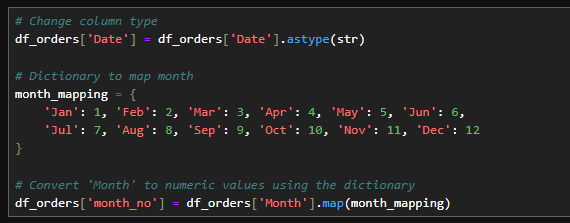 # Change column type
df_orders['Date'] = df_orders['Date'].astype(str)
# Dictionary to map month
month_mapping = {
    'Jan': 1, 'Feb': 2, 'Mar': 3, 'Apr': 4, 'May': 5, 'Jun': 6,
    'Jul': 7, 'Aug': 8, 'Sep': 9, 'Oct': 10, 'Nov': 11, 'Dec': 12
}
# Convert 'Month' to numeric values using the dictionary
df_orders['month_no'] = df_orders['Month'].map(month_mapping)